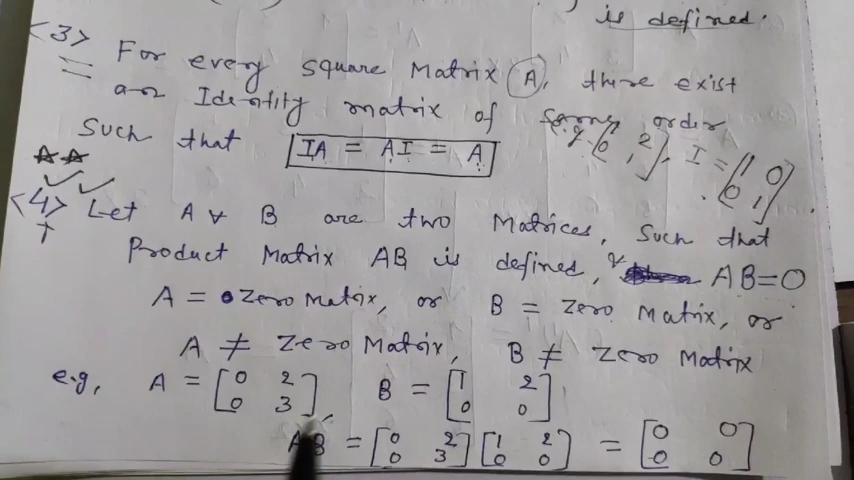 is defined.
<3> For every square Matrix A, there exist
an Identity matrix of same order
Such that IA = AI = A
I = [1 0
0 1]
<4> Let A & B are two Matrices, Such that
Product Matrix AB is defined, & AB=0
A = Zero Matrix, or B = Zero Matrix, or
A ≠ Zero Matrix, B ≠ Zero Matrix
e.g, A = [0 2
0 3], B = [1 2
0 0]
AB = [0 2
0 3] [1 2
0 0] = [0 0
0 0]